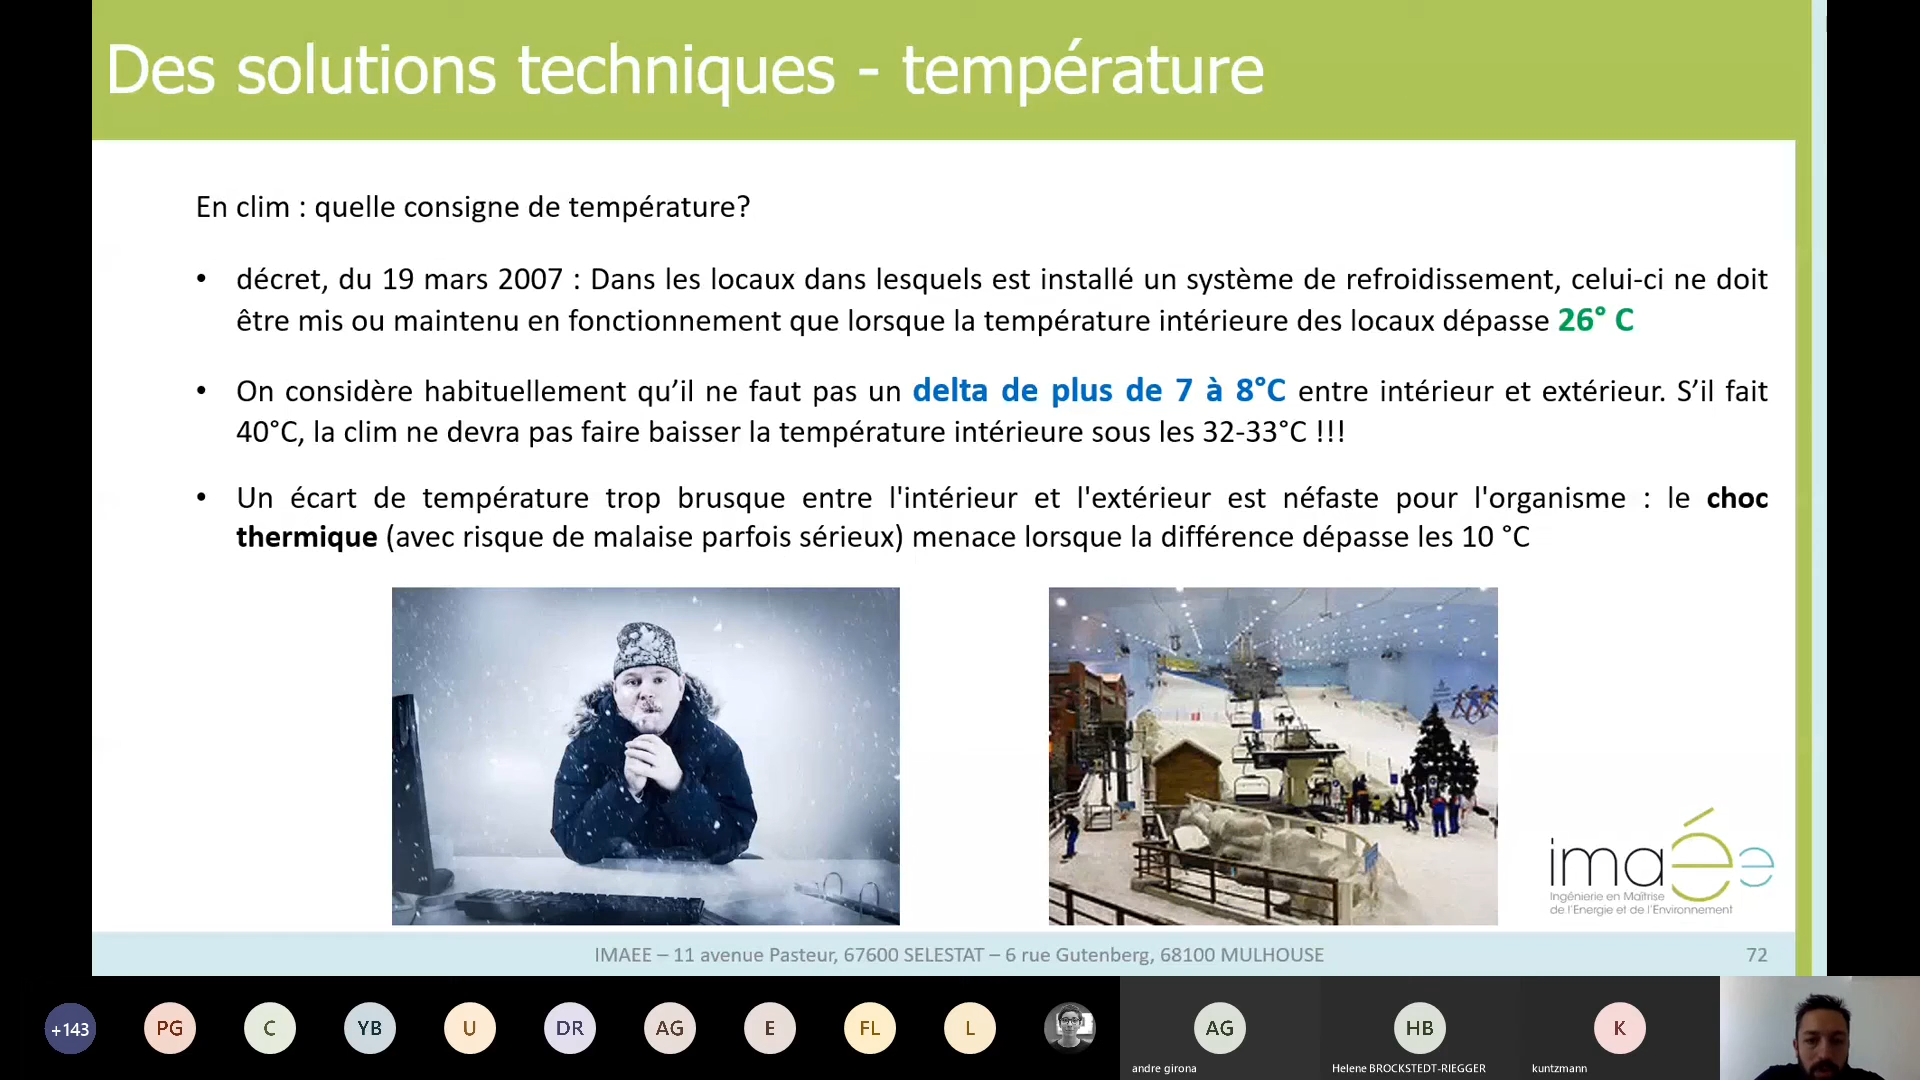 Des solutions techniques - température
En clim : quelle consigne de température?
• décret, du 19 mars 2007 : Dans les locaux dans lesquels est installé un système de refroidissement, celui-ci ne doit
être mis ou maintenu en fonctionnement que lorsque la température intérieure des locaux dépasse 26° C
• On considère habituellement qu’il ne faut pas un delta de plus de 7 à 8°C entre intérieur et extérieur. S’il fait
40°C, la clim ne devra pas faire baisser la température intérieure sous les 32-33°C !!!
• Un écart de température trop brusque entre l'intérieur et l'extérieur est néfaste pour l'organisme : le choc
thermique (avec risque de malaise parfois sérieux) menace lorsque la différence dépasse les 10 °C
imaée
Ingénierie en Maîtrise
de l'Energie et de l'Environnement
IMAEE – 11 avenue Pasteur, 67600 SELESTAT – 6 rue Gutenberg, 68100 MULHOUSE
72
+143
PG
C
YB
U
DR
AG
E
FL
L
AG
HB
K
andre girona
Helene BROCKSTEDT-RIEGGER
kuntzmann